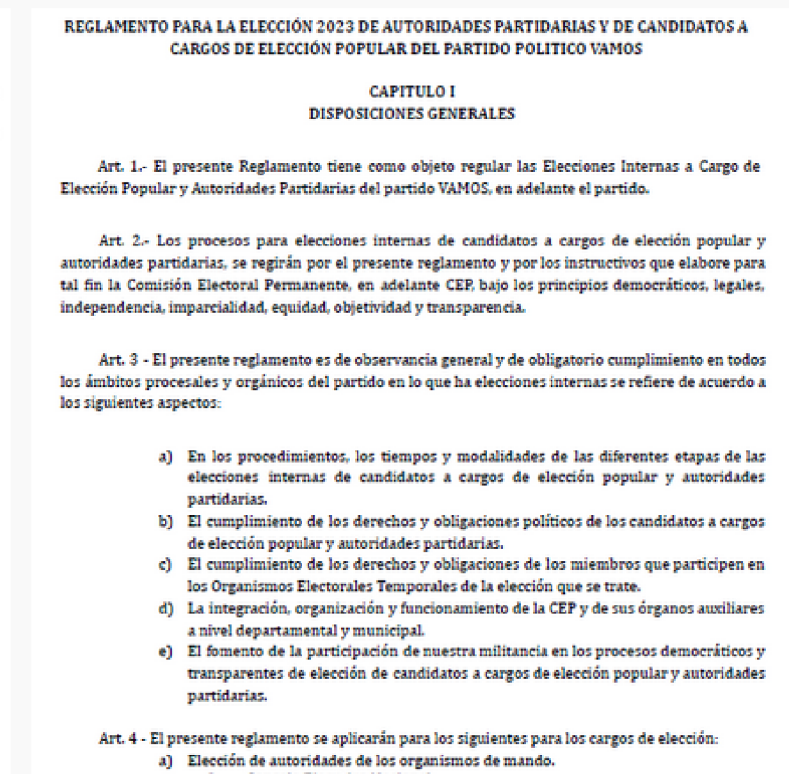 REGLAMENTO PARA LA ELECCIÓN 2023 DE AUTORIDADES PARTIDARIAS Y DE CANDIDATOS A
CARGOS DE ELECCIÓN POPULAR DEL PARTIDO POLITICO VAMOS
CAPITULO I
DISPOSICIONES GENERALES
Art. 1.- El presente Reglamento tiene como objeto regular las Elecciones Internas a Cargo de
Elección Popular y Autoridades Partidarias del partido VAMOS, en adelante el partido.
Art. 2.- Los procesos para elecciones internas de candidatos a cargos de elección popular y
autoridades partidarias, se regirán por el presente reglamento y por los instructivos que elabore para
tal fin la Comisión Electoral Permanente, en adelante CEP, bajo los principios democráticos, legales,
independencia, imparcialidad, equidad, objetividad y transparencia.
Art. 3 - El presente reglamento es de observancia general y de obligatorio cumplimiento en todos
los ámbitos procesales y orgánicos del partido en lo que ha elecciones internas se refiere de acuerdo a
los siguientes aspectos:
a) En los procedimientos, los tiempos y modalidades de las diferentes etapas de las
elecciones internas de candidatos a cargos de elección popular y autoridades
partidarias.
b) El cumplimiento de los derechos y obligaciones políticos de los candidatos a cargos
de elección popular y autoridades partidarias.
c) El cumplimiento de los derechos y obligaciones de los miembros que participen en
los Organismos Electorales Temporales de la elección que se trate.
d) La integración, organización y funcionamiento de la CEP y de sus órganos auxiliares
a nivel departamental y municipal.
e) El fomento de la participación de nuestra militancia en los procesos democráticos y
transparentes de elección de candidatos a cargos de elección popular y autoridades
partidarias.
Art. 4 - El presente reglamento se aplicarán para los siguientes para los cargos de elección:
a) Elección de autoridades de los organismos de mando.